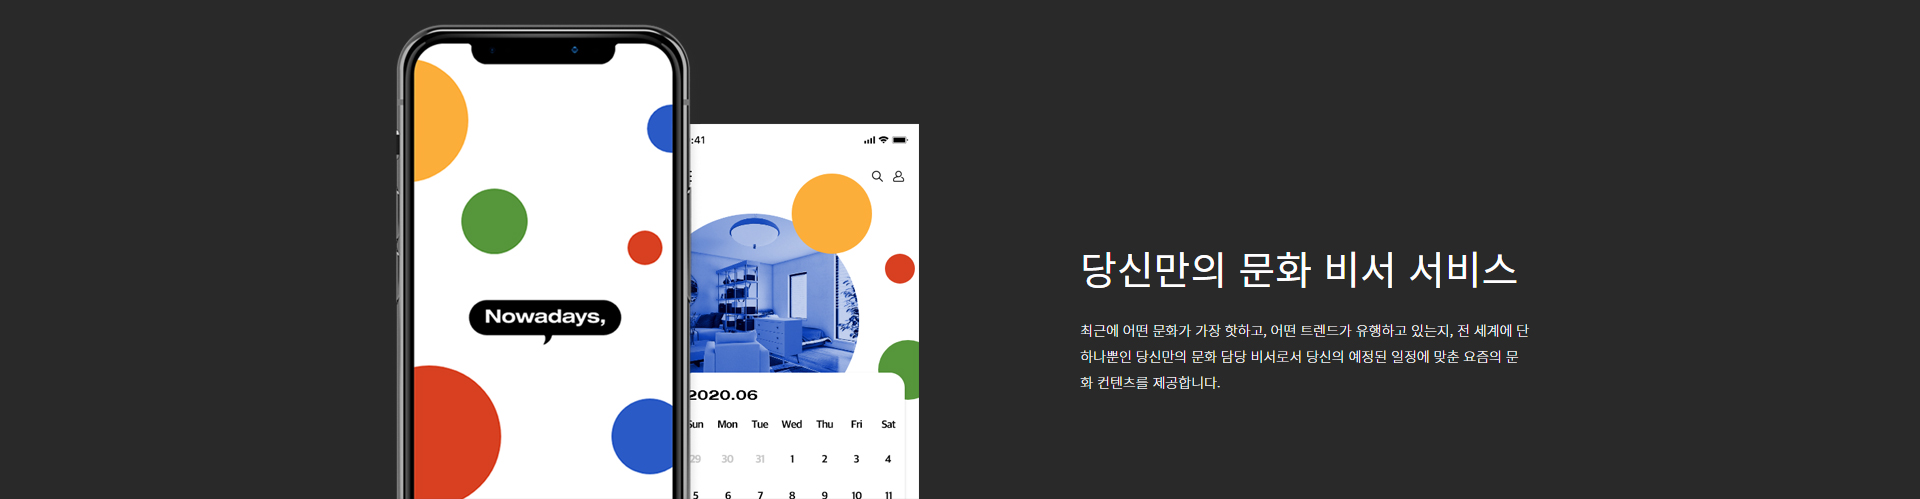 :41
Nowadays,
당신만의 문화 비서 서비스
최근에 어떤 문화가 가장 핫하고, 어떤 트렌드가 유행하고 있는지, 전 세계에 단
하나뿐인 당신만의 문화 담당 비서로서 당신의 예정된 일정에 맞춘 요즘의 문
화 컨텐츠를 제공합니다.
2020.06
Sun Mon Tue Wed Thu Fri Sat
29 30 31 1 2 3 4
5 6 7 8 9 10 11